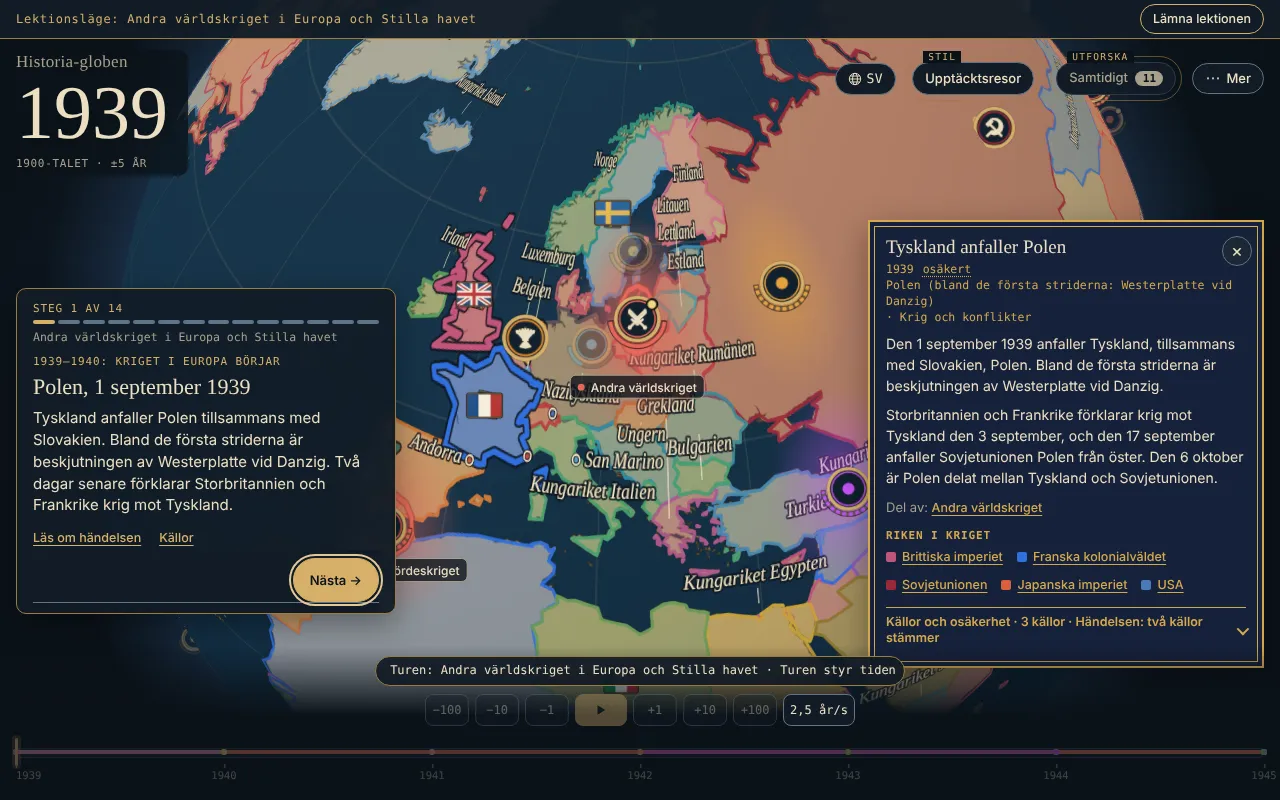 Lektionsläge: Andra världskriget i Europa och Stilla havet
Lämna lektionen
Historia-globen
1939
1900-TALET · ±5 ÅR
SV
STIL
Upptäcktsresor
UTFORSKA
Samtidigt 11
··· Mer
Kungariket Island
Norge
Finland
Litauen
Lettland
Estland
Irland
Luxemburg
Belgien
Kungariket Rumänien
Andra världskriget
Grekland
Ungern
Bulgarien
Andorra
San Marino
Kungariket Italien
Kungariket Egypten
STEG 1 AV 14
Andra världskriget i Europa och Stilla havet
1939–1940: KRIGET I EUROPA BÖRJAR
Polen, 1 september 1939
Tyskland anfaller Polen tillsammans med
Slovakien. Bland de första striderna är
beskjutningen av Westerplatte vid Danzig. Två
dagar senare förklarar Storbritannien och
Frankrike krig mot Tyskland.
Läs om händelsen
Källor
Nästa →
ördeskriget
Tyskland anfaller Polen
1939 osäkert
Polen (bland de första striderna: Westerplatte vid
Danzig)
· Krig och konflikter
Den 1 september 1939 anfaller Tyskland, tillsammans
med Slovakien, Polen. Bland de första striderna är
beskjutningen av Westerplatte vid Danzig.
Storbritannien och Frankrike förklarar krig mot
Tyskland den 3 september, och den 17 september
anfaller Sovjetunionen Polen från öster. Den 6 oktober
är Polen delat mellan Tyskland och Sovjetunionen.
Del av: Andra världskriget
RIKEN I KRIGET
Brittiska imperiet
Franska kolonialväldet
Sovjetunionen
Japanska imperiet
USA
Källor och osäkerhet · 3 källor · Händelsen: två källor
stämmer
Turen: Andra världskriget i Europa och Stilla havet · Turen styr tiden
−100
−10
−1
+1
+10
+100
2,5 år/s
1939
1940
1941
1942
1943
1944
1945